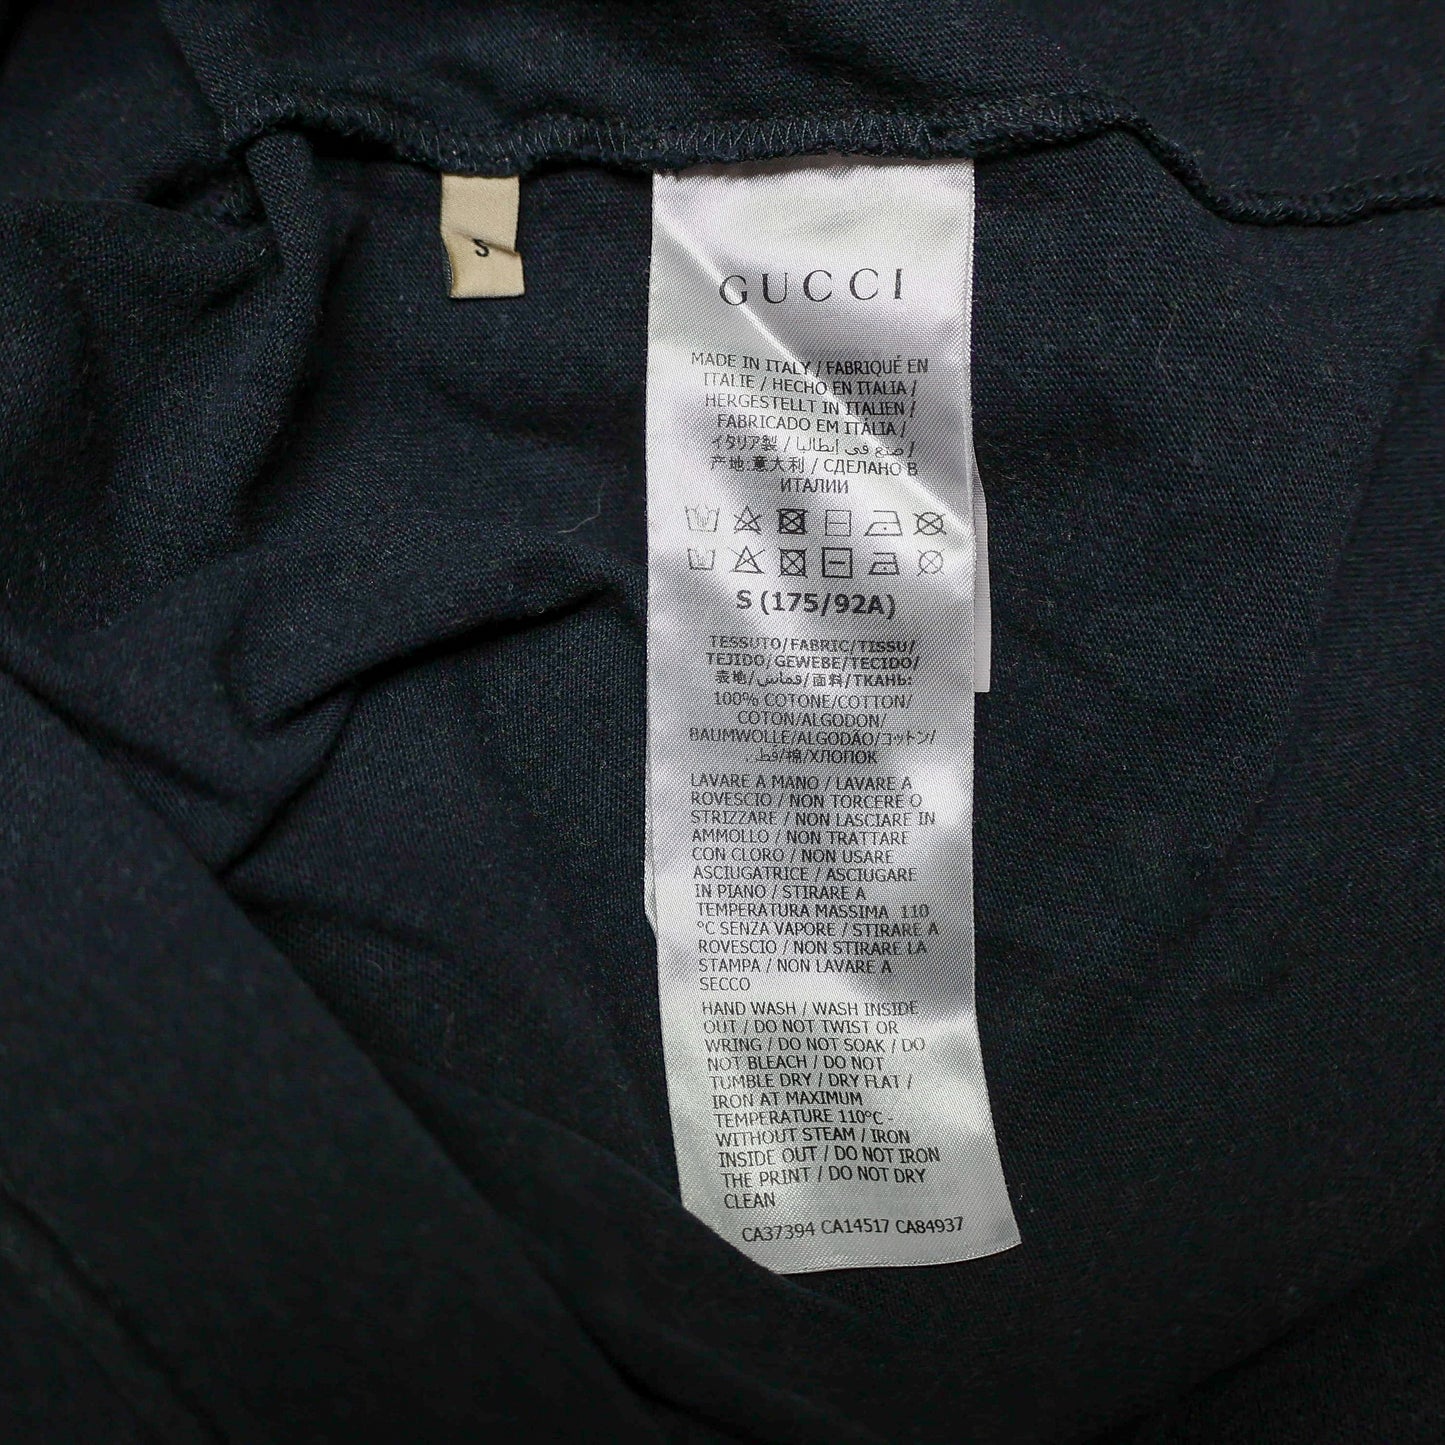 S
GUCCI
MADE IN ITALY / FABRIQUÉ EN
ITALIE / HECHO EN ITALIA /
HERGESTELLT IN ITALIEN /
FABRICADO EM ITÁLIA /
イタリア製 / صنع في إيطاليا /
产地:意大利 / СДЕЛАНО В
ИТАЛИИ
S (175/92A)
TESSUTO/FABRIC/TISSU/
TEJIDO/GEWEBE/TECIDO/
表地/قماش/面料/ТКАНЬ:
100% COTONE/COTTON/
COTON/ALGODON/
BAUMWOLLE/ALGODÃO/コットン/
قطن/棉/ХЛОПОК
LAVARE A MANO / LAVARE A
ROVESCIO / NON TORCERE O
STRIZZARE / NON LASCIARE IN
AMMOLLO / NON TRATTARE
CON CLORO / NON USARE
ASCIUGATRICE / ASCIUGARE
IN PIANO / STIRARE A
TEMPERATURA MASSIMA 110
°C SENZA VAPORE / STIRARE A
ROVESCIO / NON STIRARE LA
STAMPA / NON LAVARE A
SECCO
HAND WASH / WASH INSIDE
OUT / DO NOT TWIST OR
WRING / DO NOT SOAK / DO
NOT BLEACH / DO NOT
TUMBLE DRY / DRY FLAT /
IRON AT MAXIMUM
TEMPERATURE 110°C -
WITHOUT STEAM / IRON
INSIDE OUT / DO NOT IRON
THE PRINT / DO NOT DRY
CLEAN
CA37394 CA14517 CA84937